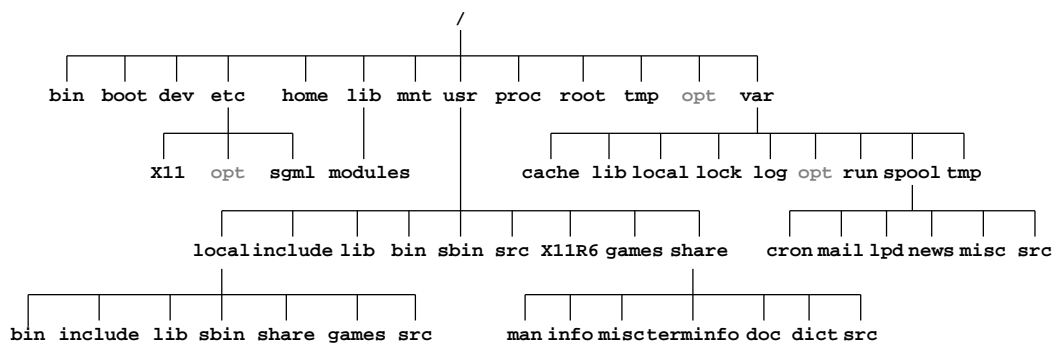 /
bin boot dev etc home lib mnt usr proc root tmp opt var
X11 opt sgml modules cache lib local lock log opt run spool tmp
local include lib bin sbin src X11R6 games share cron mail lpd news misc src
bin include lib sbin share games src man info misc terminfo doc dict src